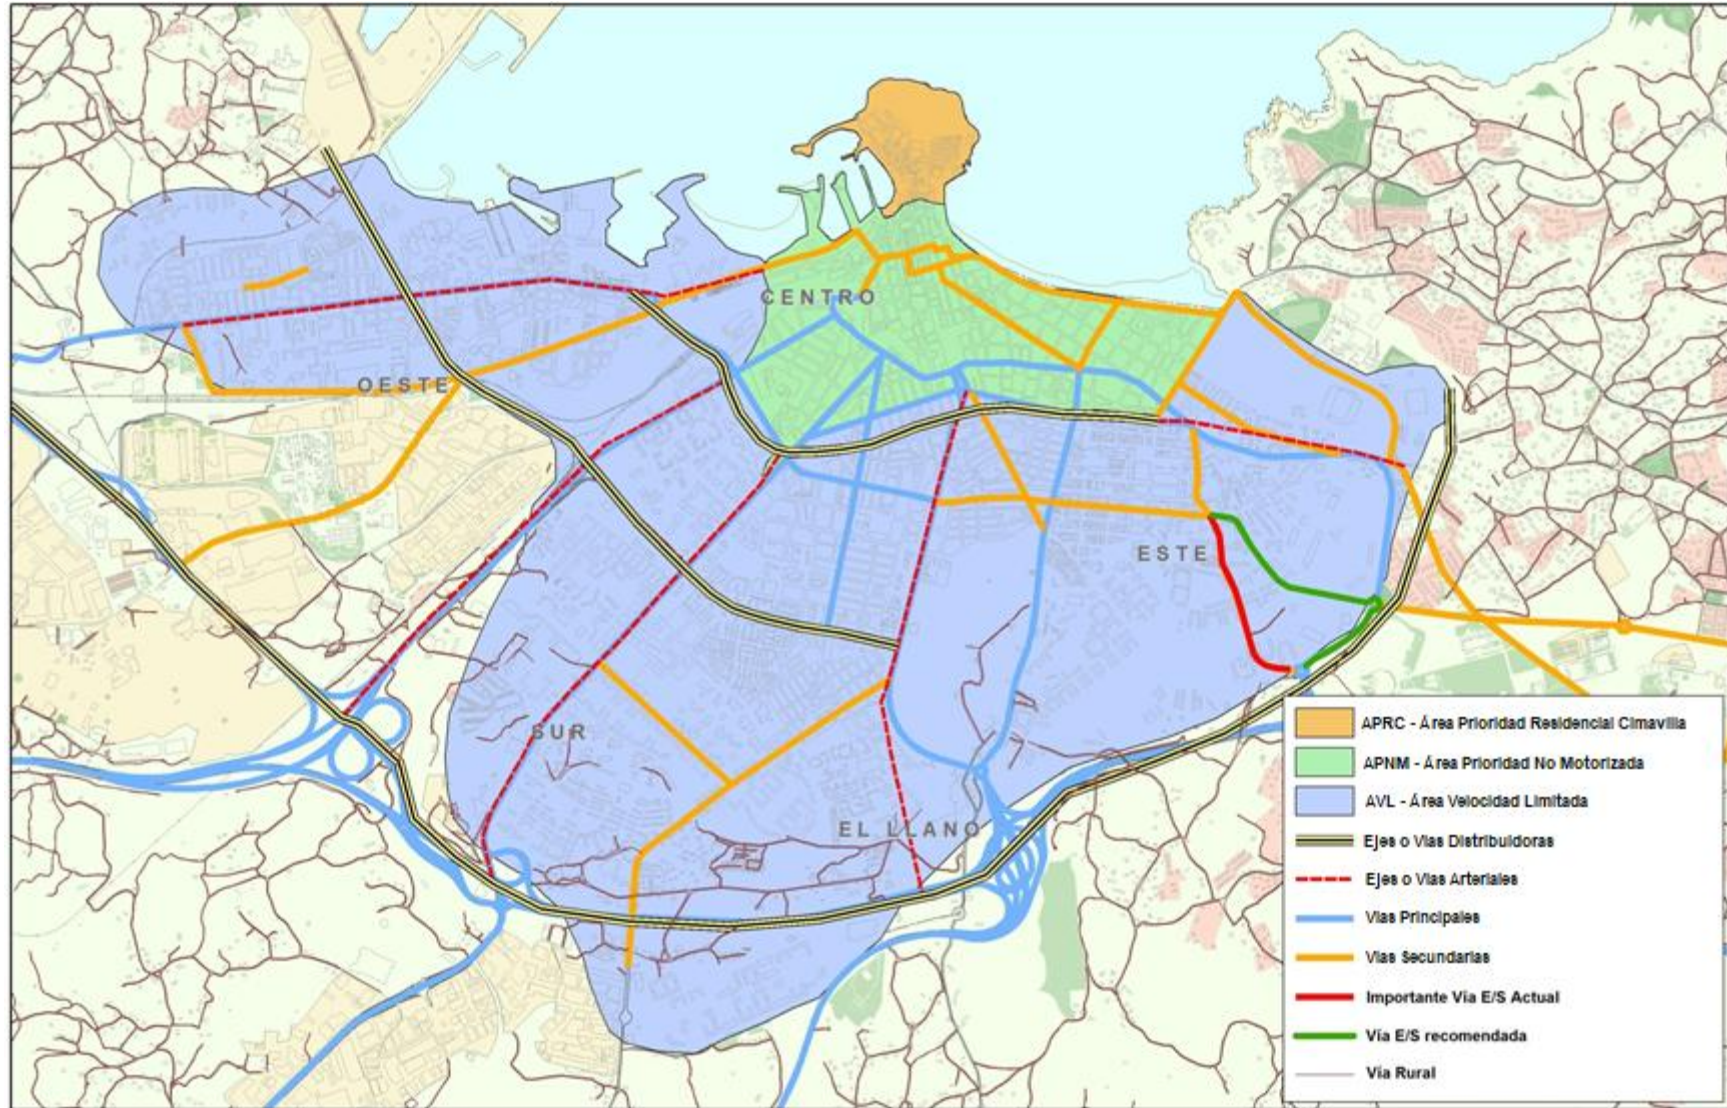 CENTRO
OESTE
ESTE
SUR
EL LLANO
APRC - Área Prioridad Residencial Cimavilla
APNM - Área Prioridad No Motorizada
AVL - Área Velocidad Limitada
Ejes o Vías Distribuidoras
Ejes o Vías Arteriales
Vías Principales
Vías Secundarias
Importante Vía E/S Actual
Vía E/S recomendada
Vía Rural